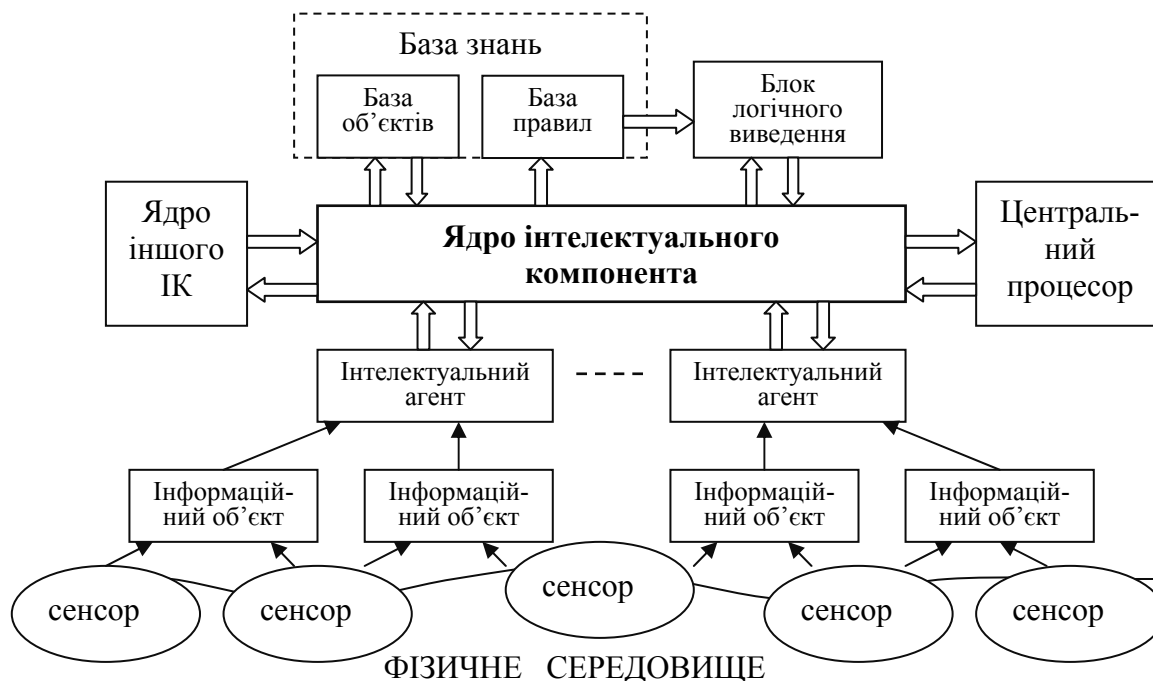 База знань
База
об’єктів
База
правил
Блок
логічного
виведення
Ядро
іншого
ІК
Ядро інтелектуального
компонента
Централь-
ний
процесор
Інтелектуальний
агент
Інтелектуальний
агент
Інформацій-
ний об’єкт
Інформацій-
ний об’єкт
Інформацій-
ний об’єкт
Інформацій-
ний об’єкт
сенсор
сенсор
сенсор
сенсор
сенсор
ФІЗИЧНЕ СЕРЕДОВИЩЕ